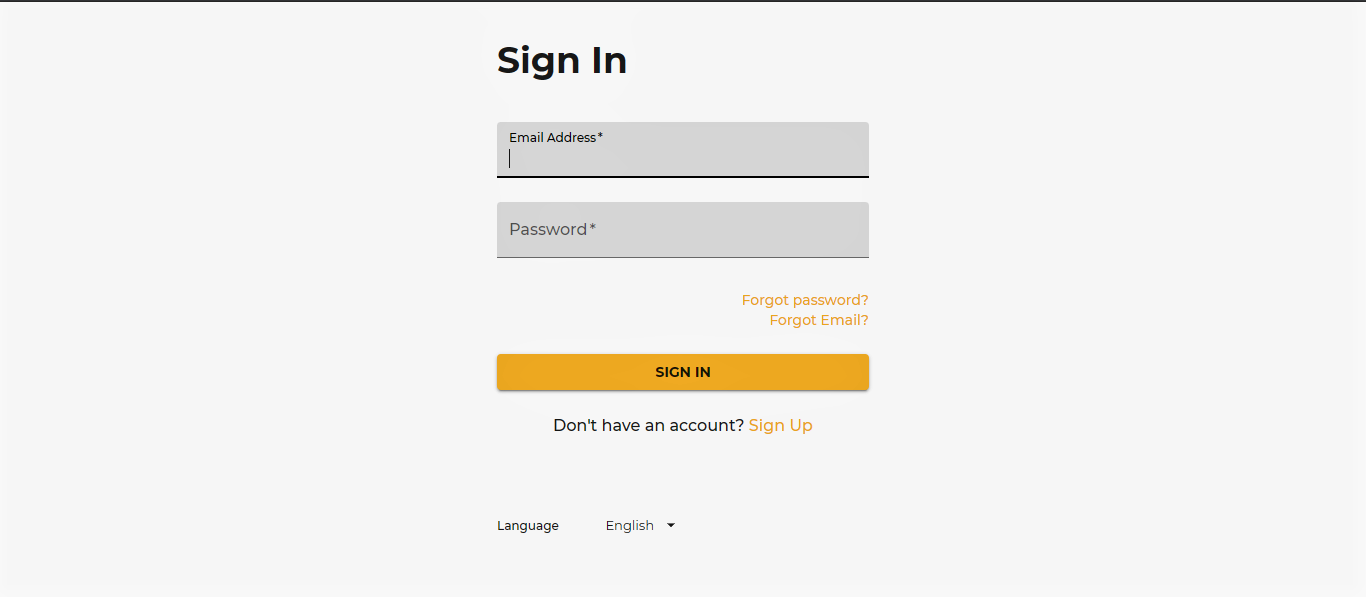 Sign In
Email Address*
Password*
Forgot password?
Forgot Email?
SIGN IN
Don't have an account? Sign Up
Language English